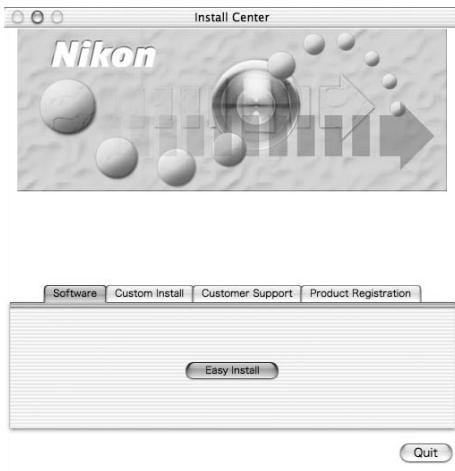 Install Center
Nikon
Software Custom Install Customer Support Product Registration
Easy Install
Quit